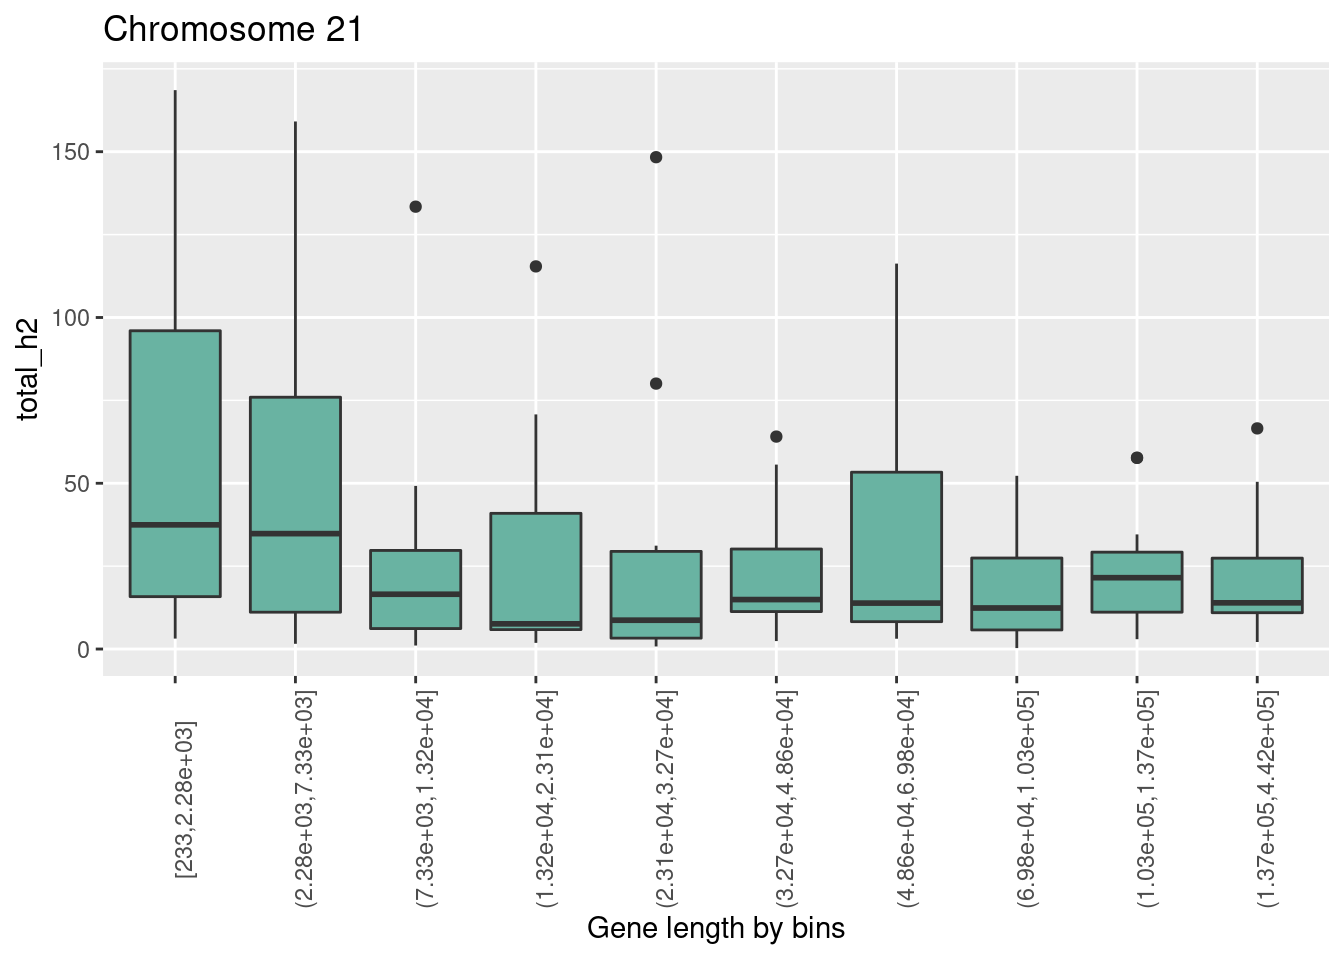 Chromosome 21
total_h2
150
100
50
0
[233,2.28e+03]
(2.28e+03,7.33e+03]
(7.33e+03,1.32e+04]
(1.32e+04,2.31e+04]
(2.31e+04,3.27e+04]
(3.27e+04,4.86e+04]
(4.86e+04,6.98e+04]
(6.98e+04,1.03e+05]
(1.03e+05,1.37e+05]
(1.37e+05,4.42e+05]
Gene length by bins